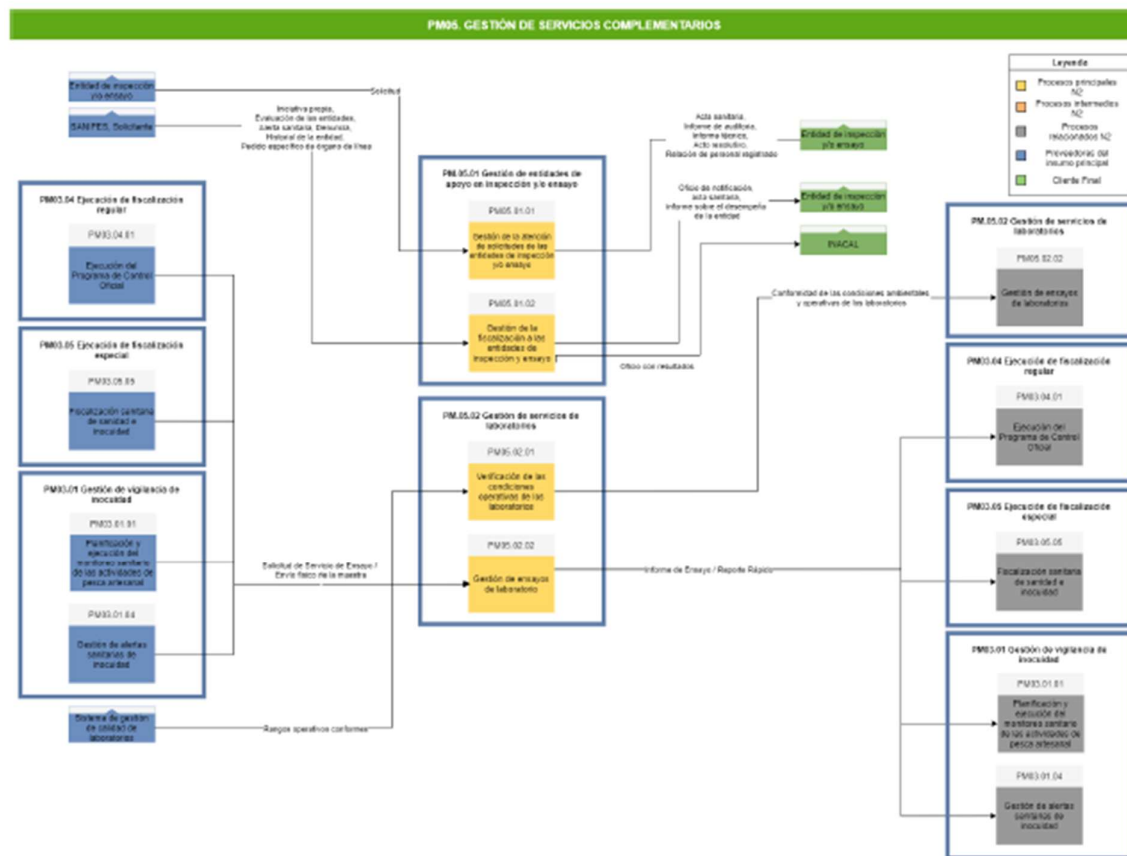 PM05. GESTIÓN DE SERVICIOS COMPLEMENTARIOS
Leyenda
Procesos principales
N2
Procesos intermedios
N2
Procesos
relacionados N2
Proveedores del
insumo principal
Cliente Final
Entidad de inspección
y/o ensayo
SANIPES, Solicitante
Solicitud
Iniciativa propia,
Evaluación de las entidades,
Alerta sanitaria, Denuncia,
Historial de la entidad,
Pedido específico de órganos de línea
PM03.04 Ejecución de fiscalización
regular
PM03.04.01
Ejecución del
Programa de Control
Oficial
PM03.05 Ejecución de fiscalización
especial
Fiscalización sanitaria
de sanidad e
inocuidad
PM03.01 Gestión de vigilancia de
inocuidad
PM03.01.01
Planificación y
ejecución del
monitoreo sanitario
de las actividades de
pesca artesanal
PM03.01.04
Gestión de alertas
sanitarias de
inocuidad
Sistema de gestión
de calidad de
laboratorios
Solicitud de Servicio de Ensayo /
Envío físico de la muestra
Rangos operativos conformes
PM.05.01 Gestión de entidades de
apoyo en inspección y/o ensayo
PM05.01.01
Gestión de la atención
de solicitudes de las
entidades de inspección
y/o ensayo
PM05.01.02
Gestión de la
fiscalización a las
entidades de
inspección y ensayo
PM.05.02 Gestión de servicios de
laboratorios
PM05.02.01
Verificación de las
condiciones
operativas de los
laboratorios
PM05.02.02
Gestión de ensayos
de laboratorio
Acta sanitaria,
Informe de auditoría,
Informe técnico,
Acto resolutivo,
Relación de personal registrado
Oficio de notificación,
acta sanitaria,
Informe sobre el desempeño
de la entidad
Oficio con resultados
Entidad de inspección
y/o ensayo
Entidad de inspección
y/o ensayo
INACAL
Conformidad de las condiciones ambientales
y operativas de los laboratorios
Informe de Ensayo / Reporte Rápido
PM.05.02 Gestión de servicios de
laboratorios
PM05.02.02
Gestión de ensayos
de laboratorios
PM03.04 Ejecución de fiscalización
regular
PM03.04.01
Ejecución del
Programa de Control
Oficial
PM03.05 Ejecución de fiscalización
especial
PM03.05.05
Fiscalización sanitaria
de sanidad e
inocuidad
PM03.01 Gestión de vigilancia de
inocuidad
PM03.01.01
Planificación y
ejecución del
monitoreo sanitario
de las actividades de
pesca artesanal
PM03.01.04
Gestión de alertas
sanitarias de
inocuidad